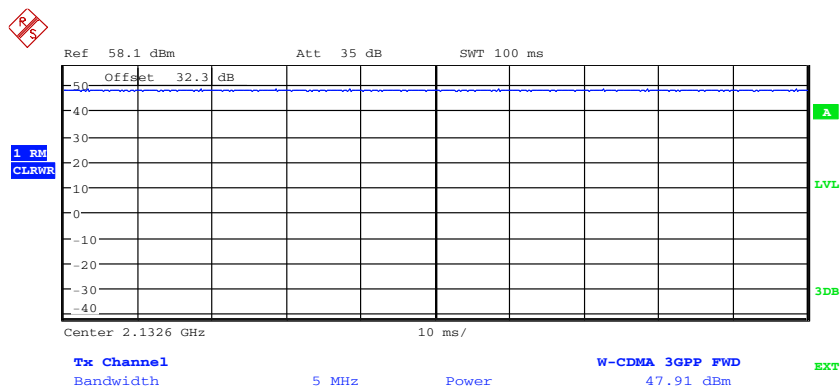 R S
Ref 58.1 dBm Att 35 dB SWT 100 ms
Offset 32.3 dB
50
40
A
30
1 RM
20
CLRWR
10
LVL
0
-10
-20
-30
3DB
-40
Center 2.1326 GHz 10 ms/
Tx Channel W-CDMA 3GPP FWD
EXT
Bandwidth 5 MHz Power 47.91 dBm